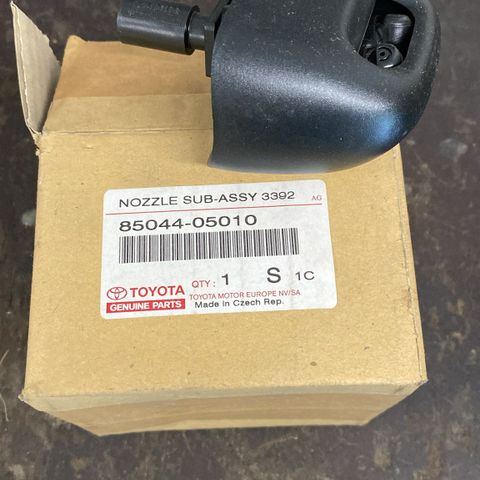 NOZZLE SUB-ASSY 3392 AG
85044-05010
TOYOTA
GENUINE PARTS
QTY : 1 S 1C
TOYOTA MOTOR EUROPE NV/SA
Made in Czech Rep.